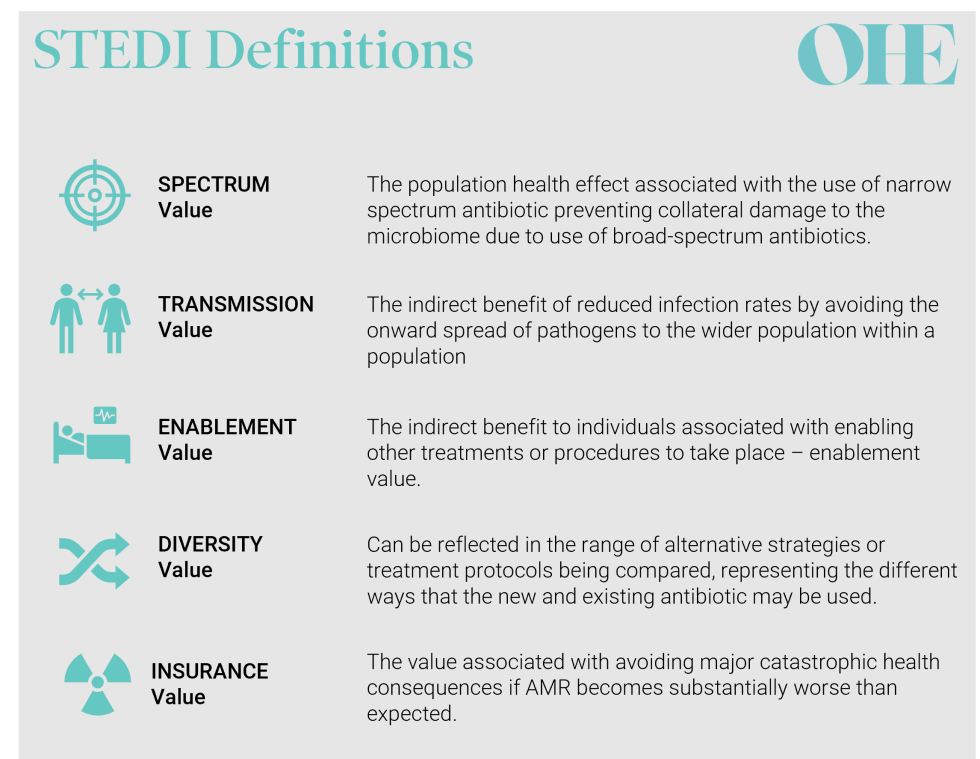 STEDI Definitions
OHE
SPECTRUM
Value
The population health effect associated with the use of narrow
spectrum antibiotic preventing collateral damage to the
microbiome due to use of broad-spectrum antibiotics.
TRANSMISSION
Value
The indirect benefit of reduced infection rates by avoiding the
onward spread of pathogens to the wider population within a
population
ENABLEMENT
Value
The indirect benefit to individuals associated with enabling
other treatments or procedures to take place – enablement
value.
DIVERSITY
Value
Can be reflected in the range of alternative strategies or
treatment protocols being compared, representing the different
ways that the new and existing antibiotic may be used.
INSURANCE
Value
The value associated with avoiding major catastrophic health
consequences if AMR becomes substantially worse than
expected.